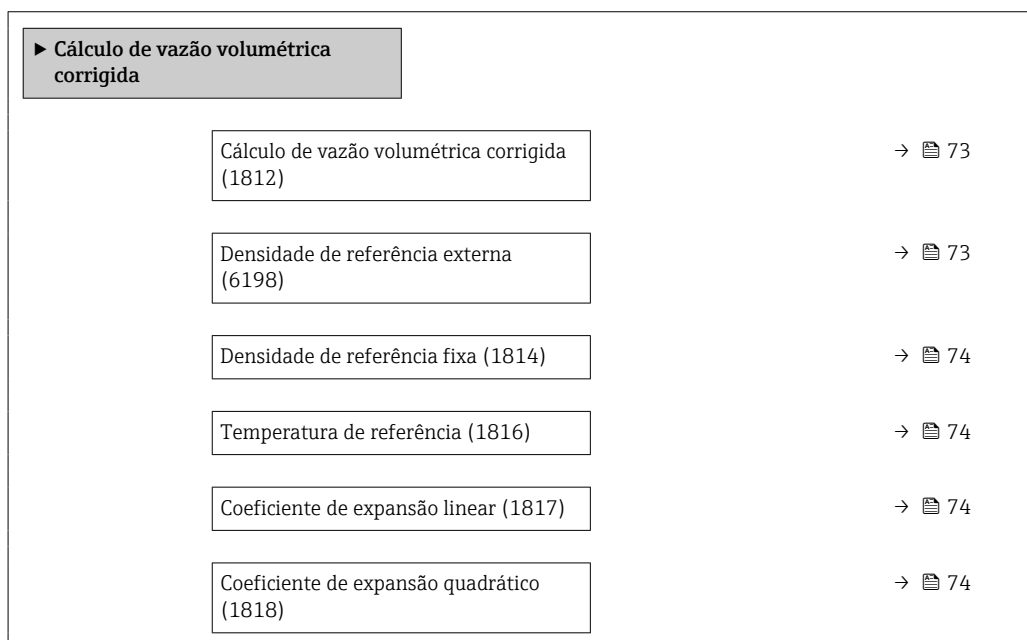 ▶ Cálculo de vazão volumétrica
corrigida
Cálculo de vazão volumétrica corrigida
(1812)
→ 73
Densidade de referência externa
(6198)
→ 73
Densidade de referência fixa (1814)
→ 74
Temperatura de referência (1816)
→ 74
Coeficiente de expansão linear (1817)
→ 74
Coeficiente de expansão quadrático
(1818)
→ 74